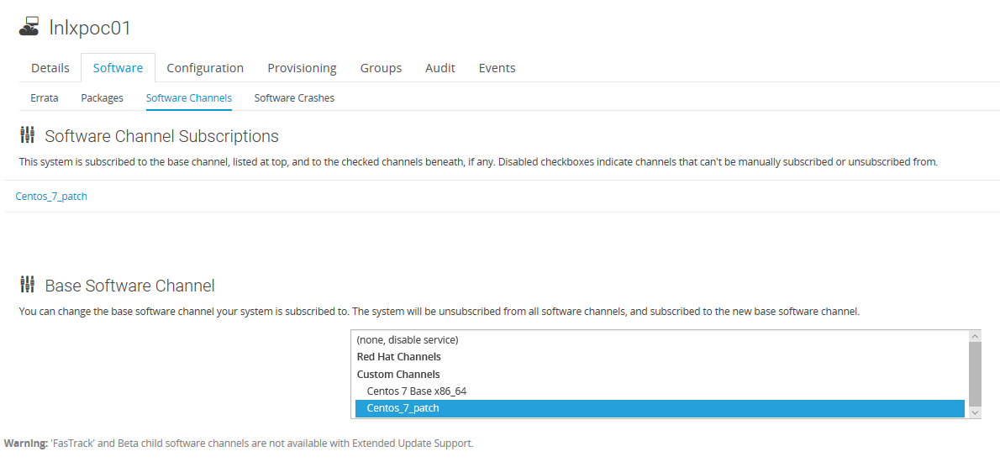 lnlxpoc01
Details Software Configuration Provisioning Groups Audit Events
Errata Packages Software Channels Software Crashes
Software Channel Subscriptions
This system is subscribed to the base channel, listed at top, and to the checked channels beneath, if any. Disabled checkboxes indicate channels that can't be manually subscribed or unsubscribed from.
Centos_7_patch
Base Software Channel
You can change the base software channel your system is subscribed to. The system will be unsubscribed from all software channels, and subscribed to the new base software channel.
(none, disable service)
Red Hat Channels
Custom Channels
Centos 7 Base x86_64
Centos_7_patch
Warning: 'FasTrack' and Beta child software channels are not available with Extended Update Support.